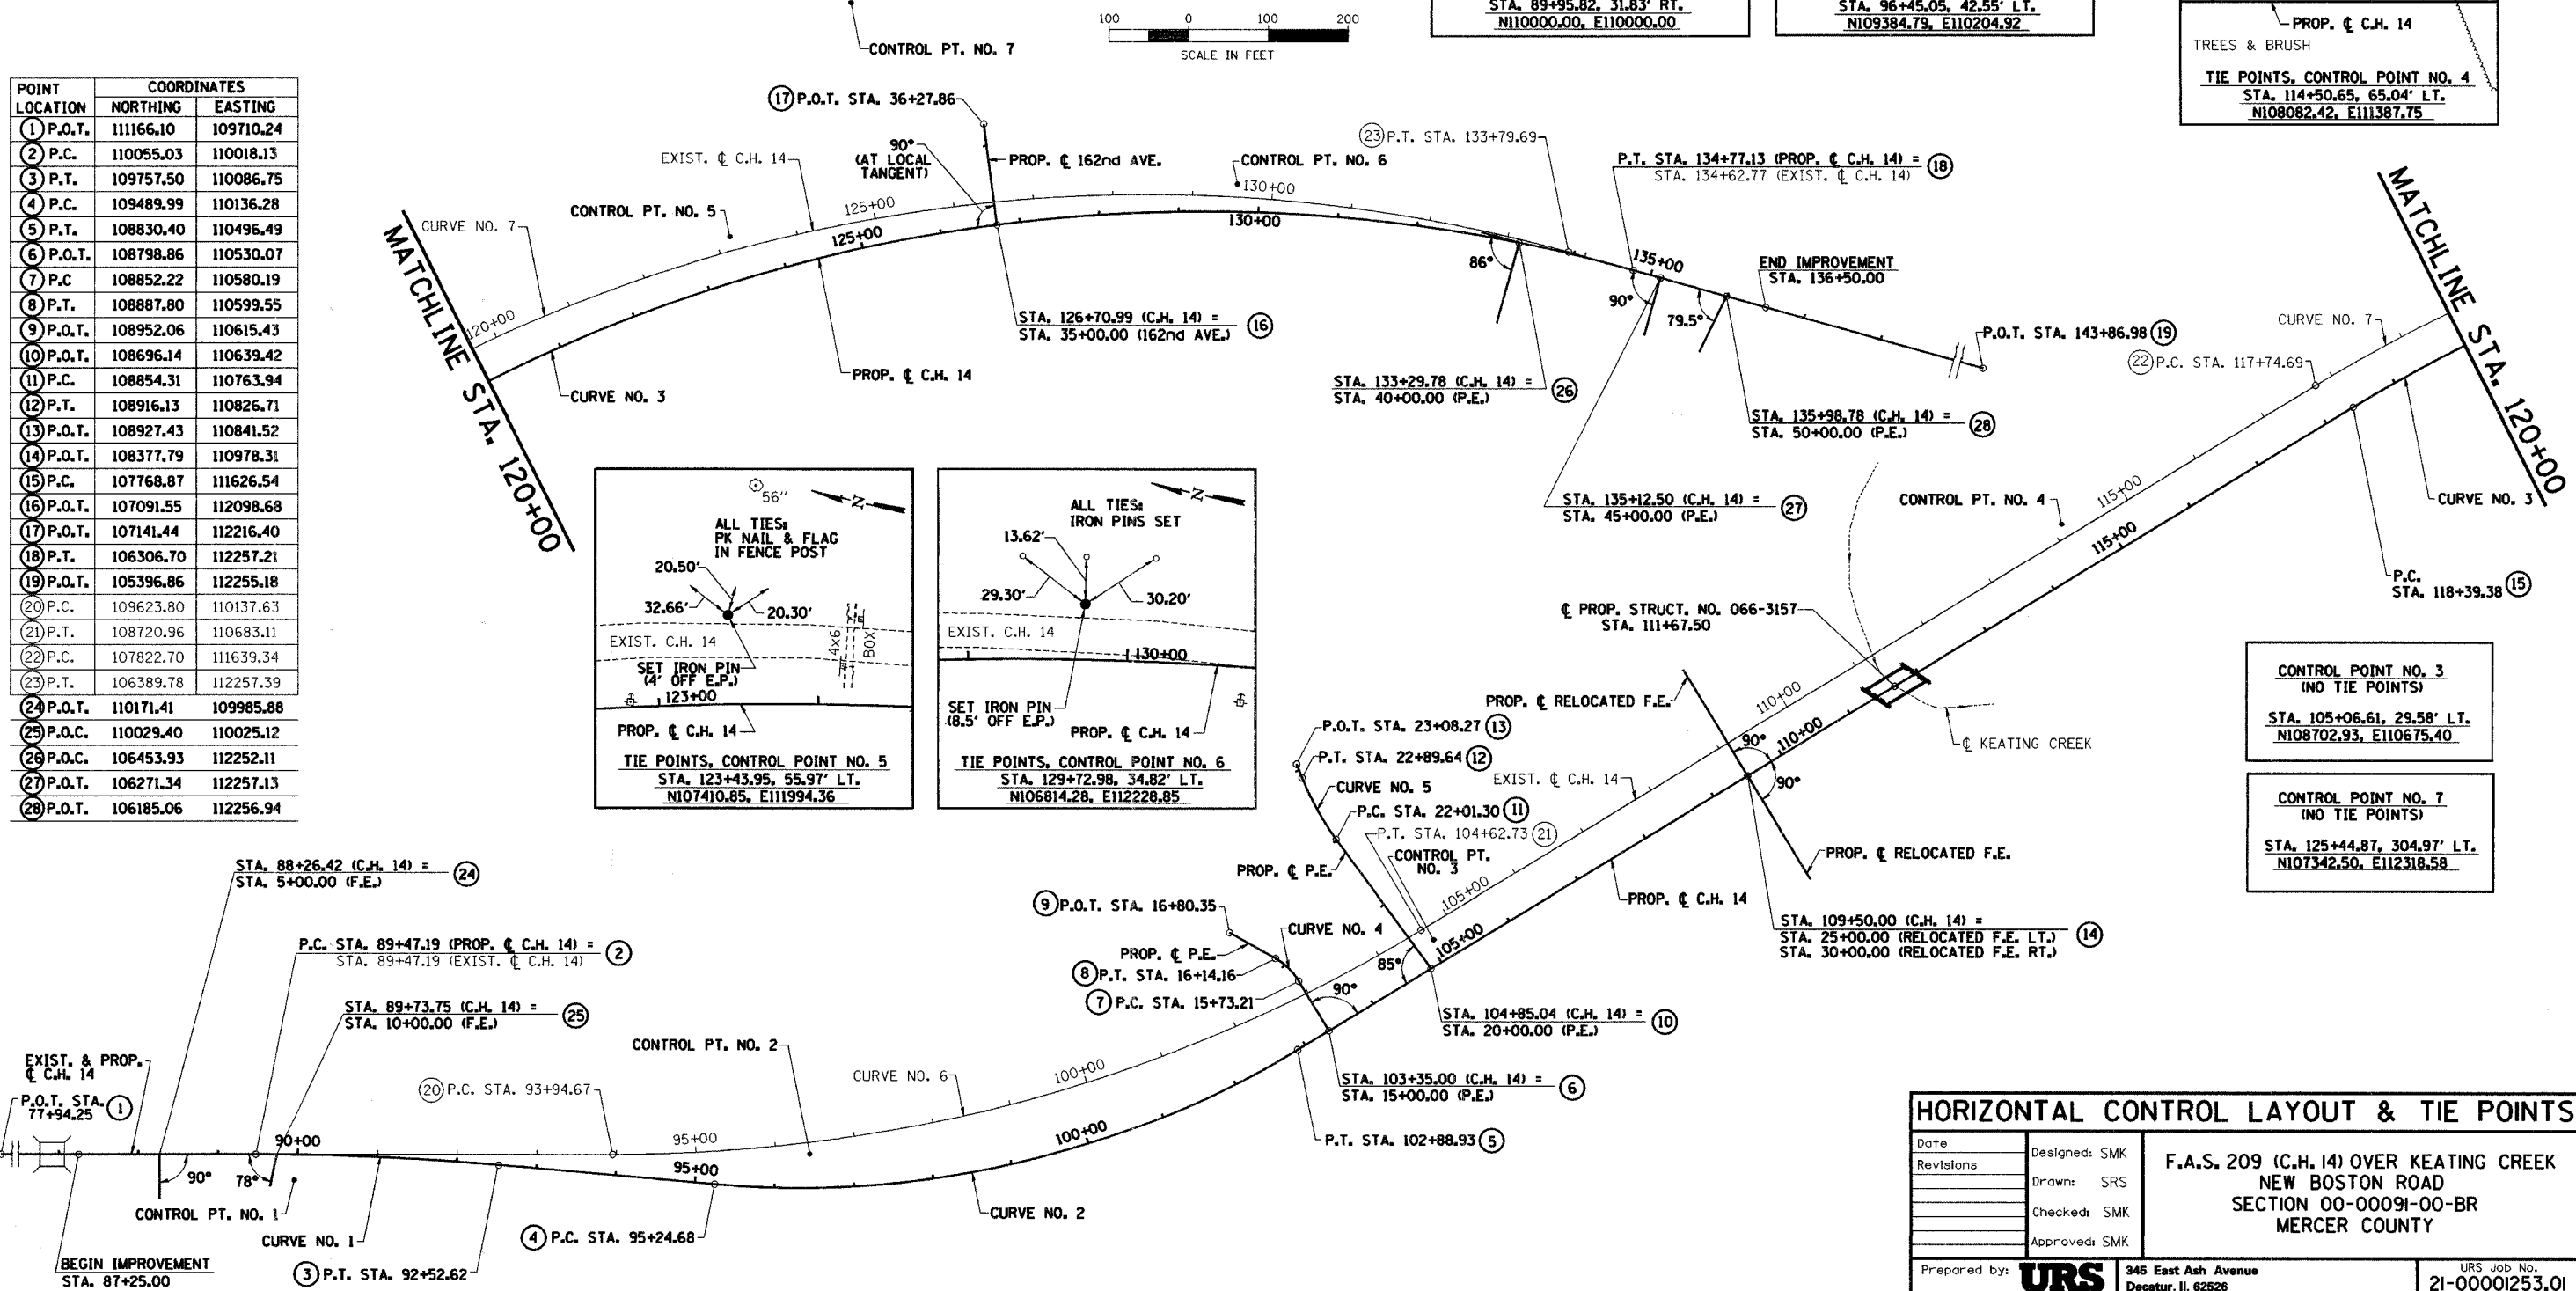 CONTROL PT. NO. 7
100 0 100 200
SCALE IN FEET
STA. 89+95.82, 31.83' RT.
N110000.00, E110000.00
STA. 96+45.05, 42.55' LT.
N109384.79, E110204.92
PROP. ℄ C.H. 14
TREES & BRUSH
TIE POINTS, CONTROL POINT NO. 4
STA. 114+50.65, 65.04' LT.
N108082.42, E111387.75
POINT LOCATION COORDINATES
NORTHING EASTING
1 P.O.T. 111166.10 109710.24
2 P.C. 110055.03 110018.13
3 P.T. 109757.50 110086.75
4 P.C. 109489.99 110136.28
5 P.T. 108830.40 110496.49
6 P.O.T. 108798.86 110530.07
7 P.C 108852.22 110580.19
8 P.T. 108887.80 110599.55
9 P.O.T. 108952.06 110615.43
10 P.O.T. 108696.14 110639.42
11 P.C. 108854.31 110763.94
12 P.T. 108916.13 110826.71
13 P.O.T. 108927.43 110841.52
14 P.O.T. 108377.79 110978.31
15 P.C. 107768.87 111626.54
16 P.O.T. 107091.55 112098.68
17 P.O.T. 107141.44 112216.40
18 P.T. 106306.70 112257.21
19 P.O.T. 105396.86 112255.18
20 P.C. 109623.80 110137.63
21 P.T. 108720.96 110683.11
22 P.C. 107822.70 111639.34
23 P.T. 106389.78 112257.39
24 P.O.T. 110171.41 109985.88
25 P.O.C. 110029.40 110025.12
26 P.O.C. 106453.93 112252.11
27 P.O.T. 106271.34 112257.13
28 P.O.T. 106185.06 112256.94
17 P.O.T. STA. 36+27.86
90°
(AT LOCAL
TANGENT)
PROP. ℄ 162nd AVE.
EXIST. ℄ C.H. 14
CONTROL PT. NO. 6
23 P.T. STA. 133+79.69
P.T. STA. 134+77.13 (PROP. ℄ C.H. 14) = 18
STA. 134+62.77 (EXIST. ℄ C.H. 14)
MATCHLINE STA. 120+00
CURVE NO. 7
CONTROL PT. NO. 5
125+00
130+00
125+00
130+00
120+00
86°
135+00
END IMPROVEMENT
STA. 136+50.00
90°
79.5°
STA. 126+70.99 (C.H. 14) = 16
STA. 35+00.00 (162nd AVE.)
PROP. ℄ C.H. 14
CURVE NO. 3
STA. 133+29.78 (C.H. 14) = 26
STA. 40+00.00 (P.E.)
P.O.T. STA. 143+86.98 19
STA. 135+98.78 (C.H. 14) = 28
STA. 50+00.00 (P.E.)
STA. 135+12.50 (C.H. 14) = 27
STA. 45+00.00 (P.E.)
MATCHLINE STA. 120+00
CURVE NO. 7
22 P.C. STA. 117+74.69
CURVE NO. 3
CONTROL PT. NO. 4
115+00
115+00
P.C.
STA. 118+39.38 15
56"
N
ALL TIES:
PK NAIL & FLAG
IN FENCE POST
20.50'
32.66'
20.30'
EXIST. C.H. 14
4x6
BOX
SET IRON PIN
(4' OFF E.P.)
123+00
PROP. ℄ C.H. 14
TIE POINTS, CONTROL POINT NO. 5
STA. 123+43.95, 55.97' LT.
N107410.85, E111994.36
N
ALL TIES:
IRON PINS SET
13.62'
29.30'
30.20'
EXIST. C.H. 14
130+00
SET IRON PIN
(8.5' OFF E.P.)
PROP. ℄ C.H. 14
TIE POINTS, CONTROL POINT NO. 6
STA. 129+72.98, 34.82' LT.
N106814.28, E112228.85
℄ PROP. STRUCT. NO. 066-3157
STA. 111+67.50
PROP. ℄ RELOCATED F.E.
110+00
90°
110+00
℄ KEATING CREEK
90°
PROP. ℄ RELOCATED F.E.
CONTROL POINT NO. 3
(NO TIE POINTS)
STA. 105+06.61, 29.58' LT.
N108702.93, E110675.40
CONTROL POINT NO. 7
(NO TIE POINTS)
STA. 125+44.87, 304.97' LT.
N107342.50, E112318.58
P.O.T. STA. 23+08.27 13
P.T. STA. 22+89.64 12
EXIST. ℄ C.H. 14
CURVE NO. 5
P.C. STA. 22+01.30 11
P.T. STA. 104+62.73 21
CONTROL PT.
NO. 3
PROP. ℄ P.E.
105+00
PROP. ℄ C.H. 14
STA. 109+50.00 (C.H. 14) =
STA. 25+00.00 (RELOCATED F.E. LT.) 14
STA. 30+00.00 (RELOCATED F.E. RT.)
9 P.O.T. STA. 16+80.35
CURVE NO. 4
PROP. ℄ P.E.
105+00
85°
8 P.T. STA. 16+14.16
90°
7 P.C. STA. 15+73.21
STA. 104+85.04 (C.H. 14) = 10
STA. 20+00.00 (P.E.)
STA. 103+35.00 (C.H. 14) = 6
STA. 15+00.00 (P.E.)
P.T. STA. 102+88.93 5
STA. 88+26.42 (C.H. 14) = 24
STA. 5+00.00 (F.E.)
P.C. STA. 89+47.19 (PROP. ℄ C.H. 14) = 2
STA. 89+47.19 (EXIST. ℄ C.H. 14)
STA. 89+73.75 (C.H. 14) = 25
STA. 10+00.00 (F.E.)
EXIST. & PROP.
℄ C.H. 14
P.O.T. STA.
77+94.25 1
CONTROL PT. NO. 2
20 P.C. STA. 93+94.67
CURVE NO. 6
100+00
90+00
95+00
100+00
95+00
90°
78°
CONTROL PT. NO. 1
CURVE NO. 1
CURVE NO. 2
4 P.C. STA. 95+24.68
BEGIN IMPROVEMENT
STA. 87+25.00
3 P.T. STA. 92+52.62
HORIZONTAL CONTROL LAYOUT & TIE POINTS
Date
Revisions
Designed: SMK
Drawn: SRS
Checked: SMK
Approved: SMK
F.A.S. 209 (C.H. 14) OVER KEATING CREEK
NEW BOSTON ROAD
SECTION 00-00091-00-BR
MERCER COUNTY
Prepared by: URS
345 East Ash Avenue
Decatur, Il. 62526
URS Job No.
21-00001253.01